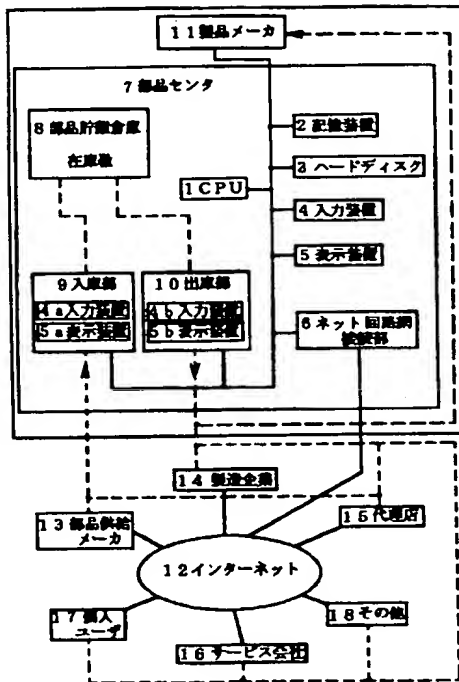 11製品メーカ
7部品センタ
8部品貯蔵倉庫
在庫数
2記憶装置
3ハードディスク
1CPU
4入力装置
5表示装置
9入庫部
4a入力装置
5a表示装置
10出庫部
4b入力装置
5b表示装置
6ネット回路網
接続部
14製造企業
13部品供給
メーカ
15代理店
12インターネット
17個人
ユーザ
18その他
16サービス会社